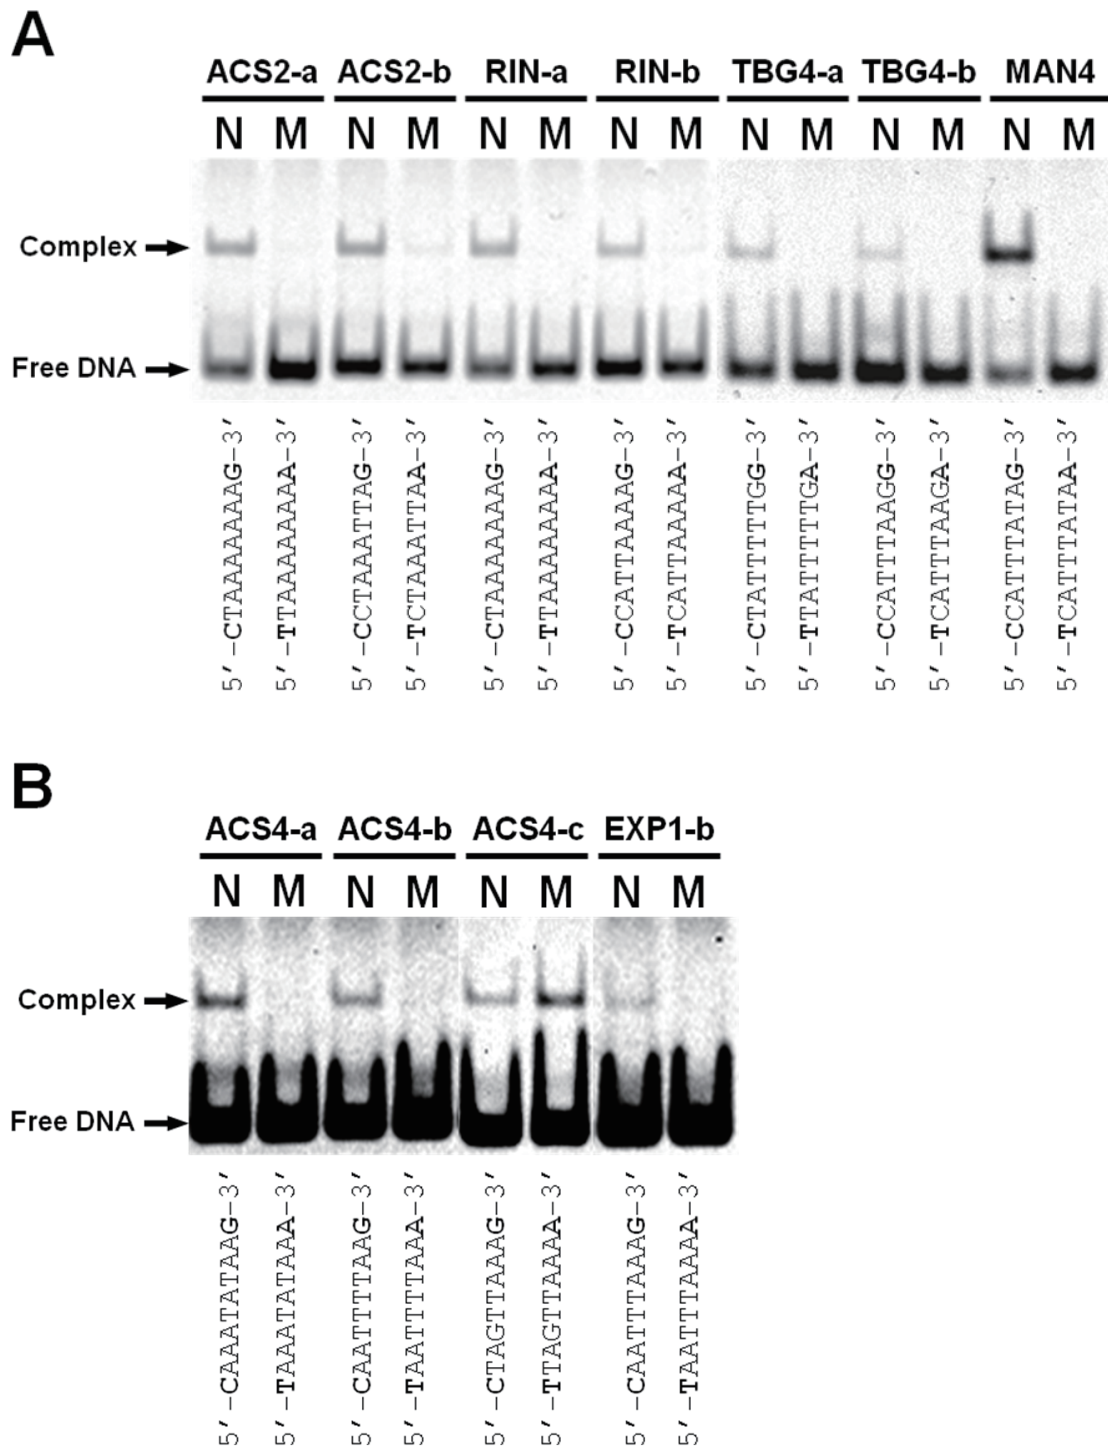 A
ACS2-a ACS2-b RIN-a RIN-b TBG4-a TBG4-b MAN4
N M N M N M N M N M N M N M
Complex
Free DNA
5′-CTAAAAAAAG-3′
5′-TTAAAAAAAA-3′
5′-CCTAAATTAG-3′
5′-TCTAAATTAA-3′
5′-CTAAAAAAAG-3′
5′-TTAAAAAAAA-3′
5′-CCATTAAAAG-3′
5′-TCATTAAAAA-3′
5′-CTATTTTTGG-3′
5′-TTATTTTTGA-3′
5′-CCATTTAAGG-3′
5′-TCATTTAAGA-3′
5′-CCATTTATAG-3′
5′-TCATTTATAA-3′
B
ACS4-a ACS4-b ACS4-c EXP1-b
N M N M N M N M
Complex
Free DNA
5′-CAAATATAAG-3′
5′-TAAATATAAA-3′
5′-CAATTTTAAG-3′
5′-TAATTTTAAA-3′
5′-CTAGTTAAAG-3′
5′-TTAGTTAAAA-3′
5′-CAATTTAAAG-3′
5′-TAATTTAAAA-3′